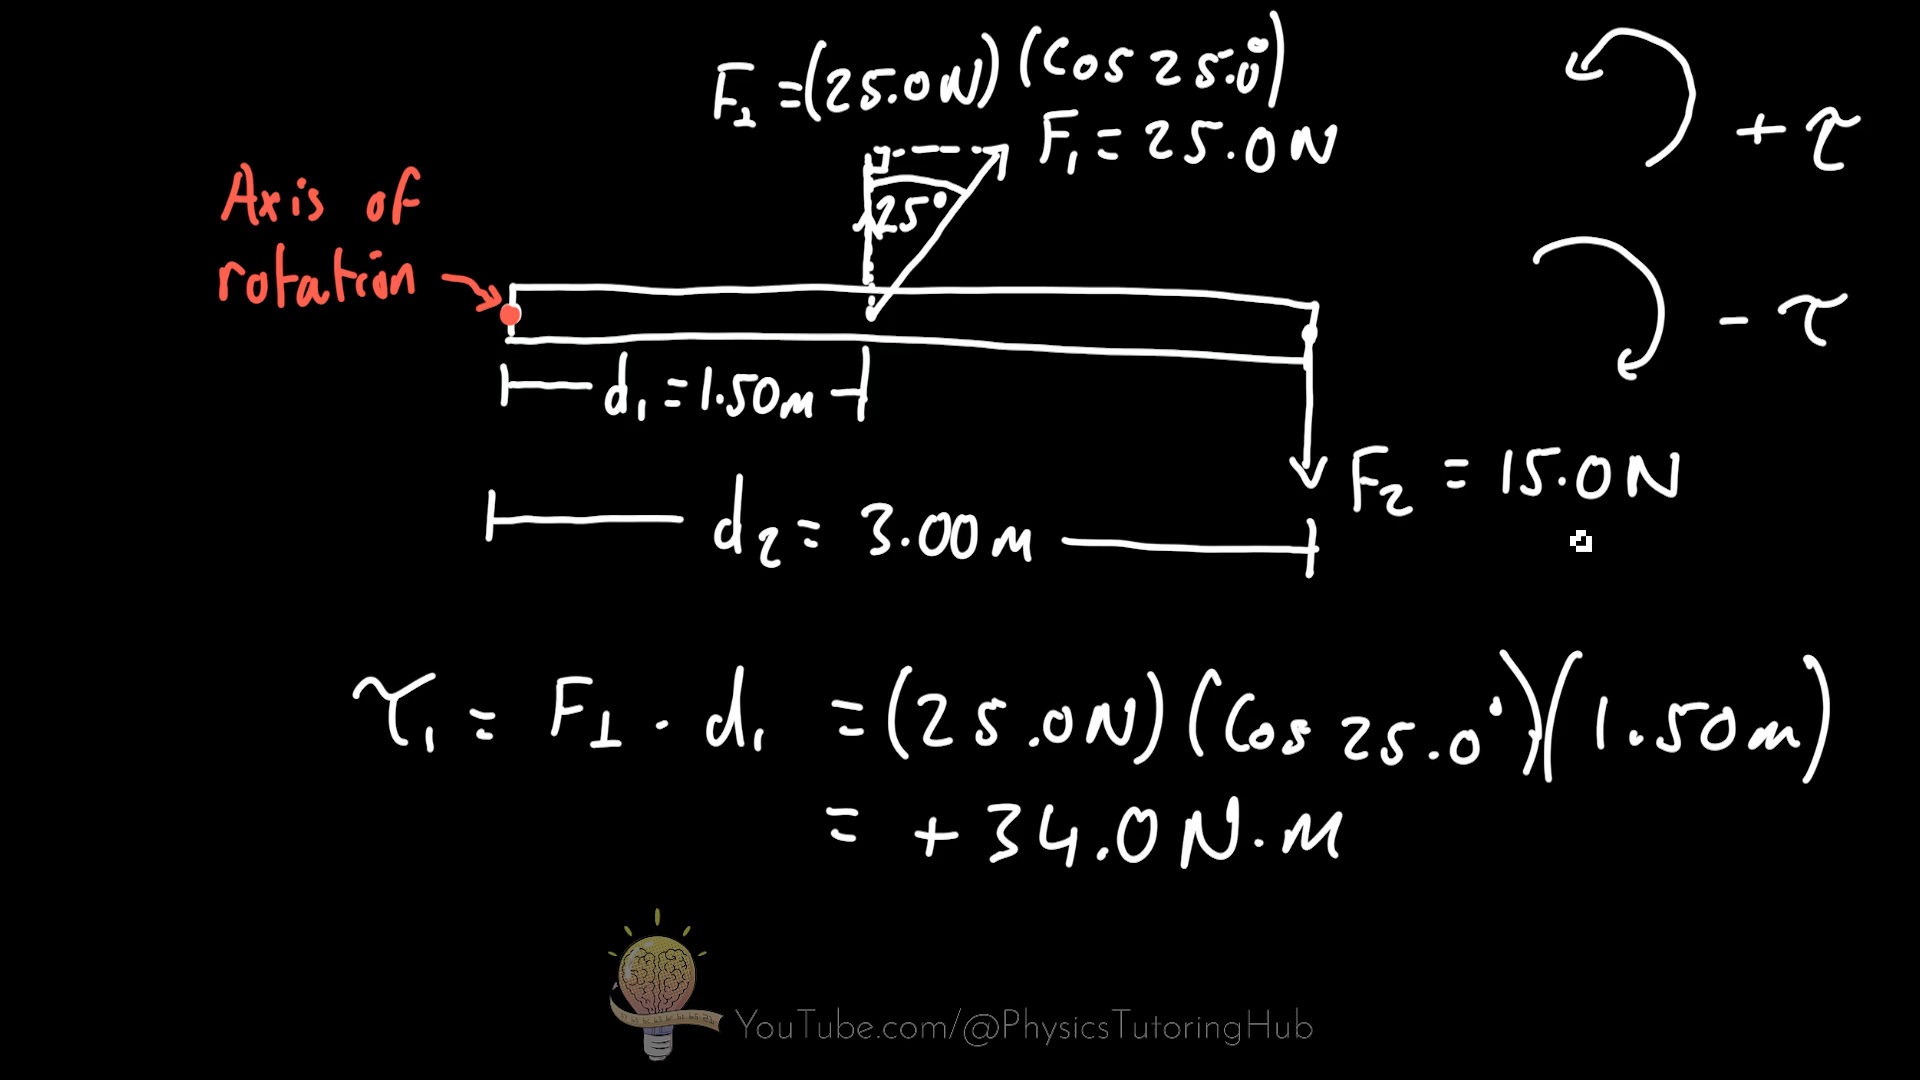 F⊥ = (25.0N) (Cos 25.0°)
F₁ = 25.0N
+ τ
Axis of
rotation
25°
- τ
d₁ = 1.50m
F₂ = 15.0N
d₂ = 3.00m
τ₁ = F⊥ · d₁ = (25.0N) (Cos 25.0°) (1.50m)
= + 34.0 N·m
YouTube.com/@PhysicsTutoringHub